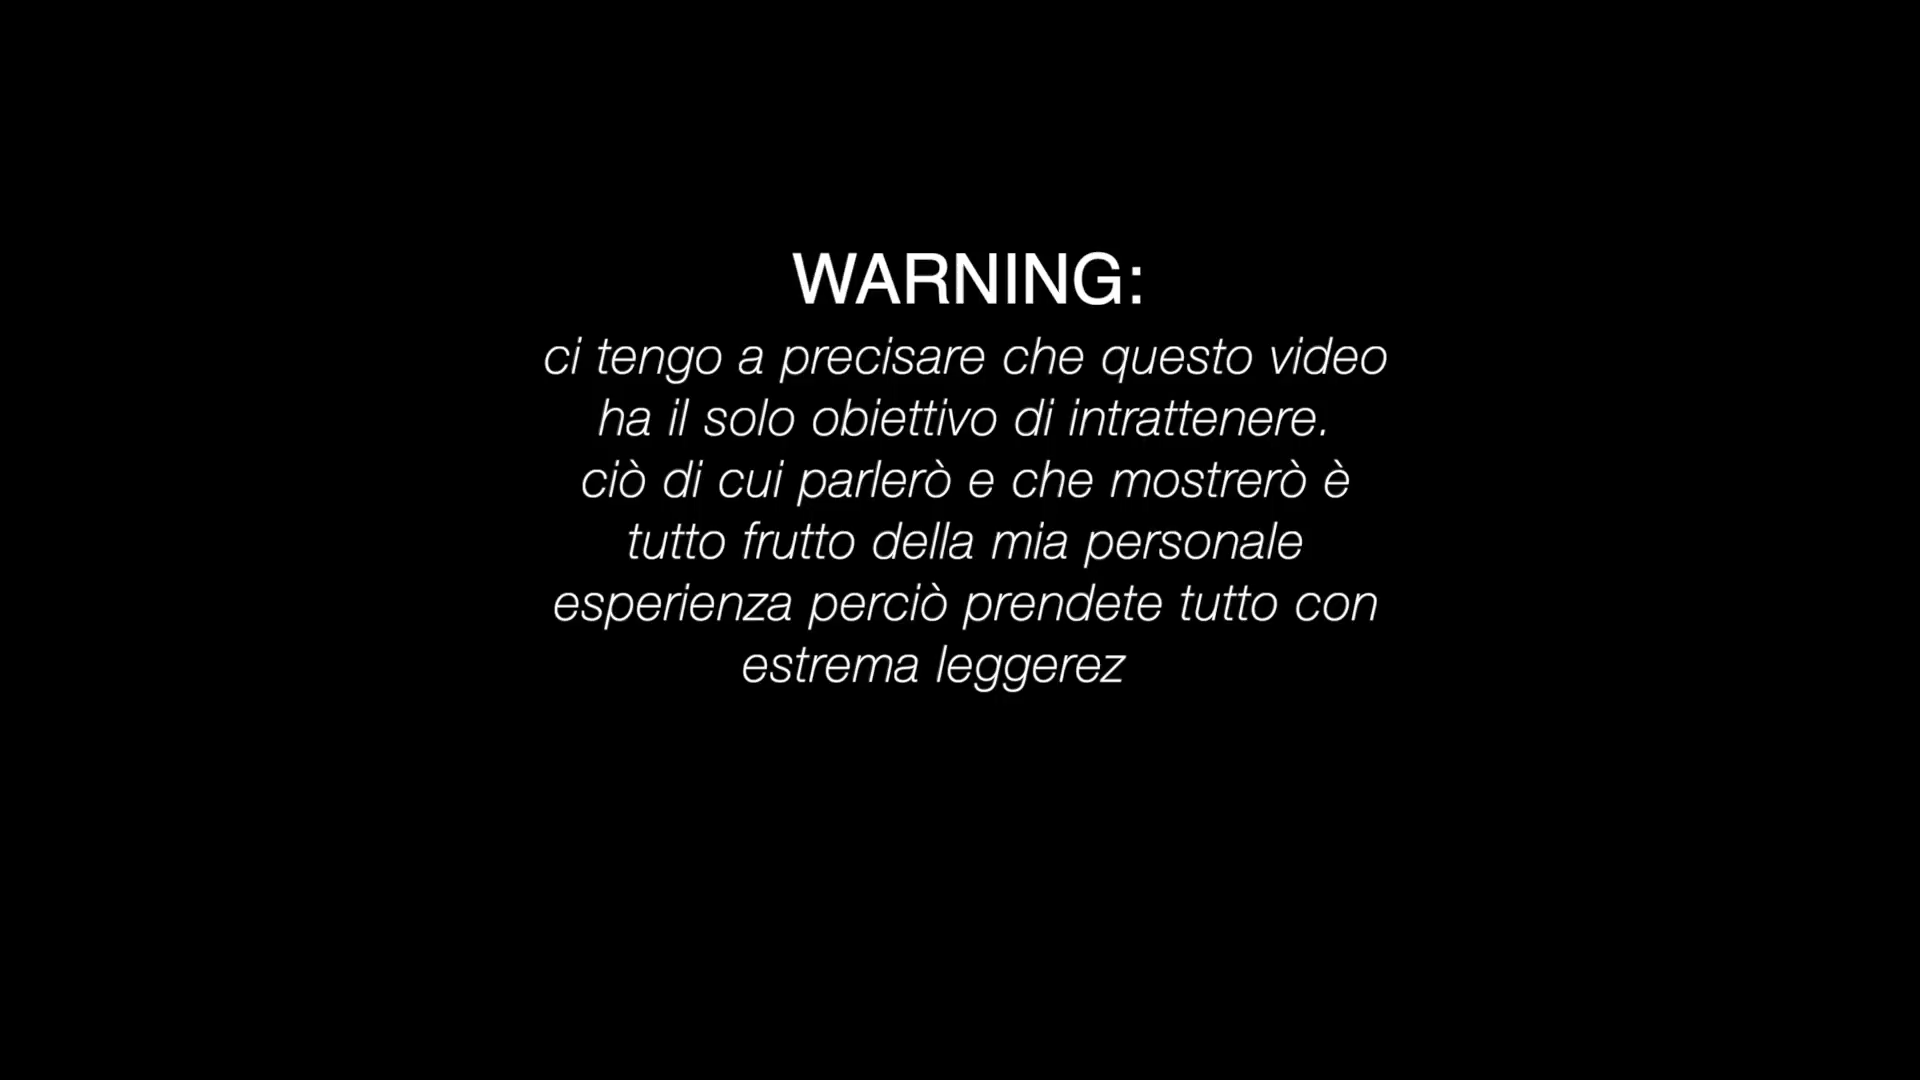 WARNING:
ci tengo a precisare che questo video
ha il solo obiettivo di intrattenere.
ciò di cui parlerò e che mostrerò è
tutto frutto della mia personale
esperienza perciò prendete tutto con
estrema leggerez